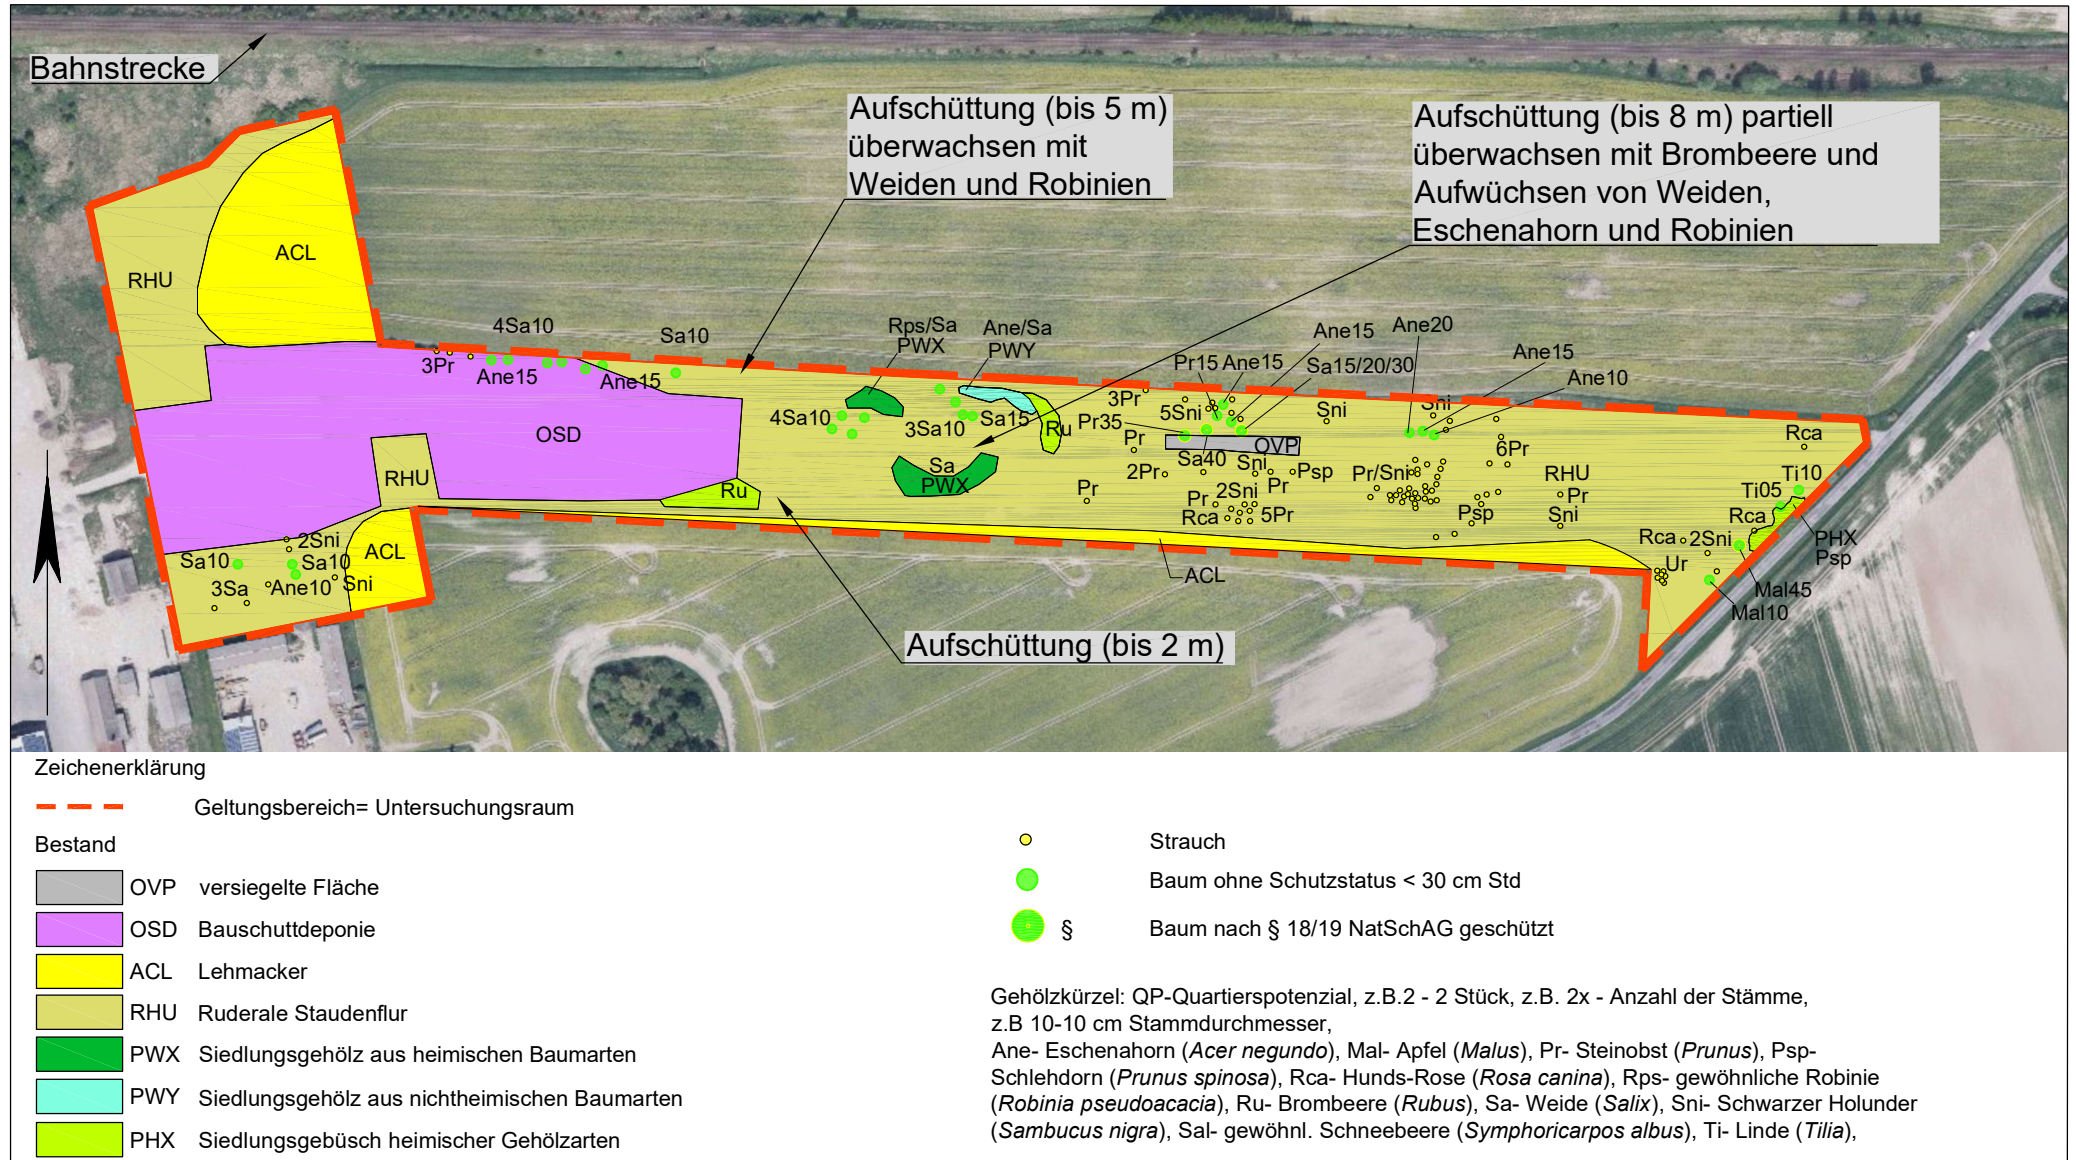 Bahnstrecke
Aufschüttung (bis 5 m)
überwachsen mit
Weiden und Robinien
Aufschüttung (bis 8 m) partiell
überwachsen mit Brombeere und
Aufwüchsen von Weiden,
Eschenahorn und Robinien
RHU
ACL
4Sa10
Sa10
3Pr
Ane15
Ane15
Rps/Sa
PWX
Ane/Sa
PWY
Ane15
Ane20
Pr15
Ane15
Sa15/20/30
Ane15
Ane10
3Pr
5Sni
Sni
Sni
OSD
4Sa10
3Sa10
Sa15
Ru
Pr35
Pr
OVP
6Pr
Rca
RHU
Ru
Sa
PWX
2Pr
Sa40
Sni
Pr
Psp
Pr/Sni
RHU
Ti10
Pr
Pr
2Sni
Rca
5Pr
Psp
Pr
Sni
Ti05
Rca
PHX
Psp
Rca
2Sni
Ur
Mal45
Mal10
2Sni
Sa10
Sa10
3Sa
Ane10
Sni
ACL
ACL
Aufschüttung (bis 2 m)
Zeichenerklärung
Geltungsbereich= Untersuchungsraum
Bestand
OVP versiegelte Fläche
OSD Bauschuttdeponie
ACL Lehmacker
RHU Ruderale Staudenflur
PWX Siedlungsgehölz aus heimischen Baumarten
PWY Siedlungsgehölz aus nichtheimischen Baumarten
PHX Siedlungsgebüsch heimischer Gehölzarten
Strauch
Baum ohne Schutzstatus < 30 cm Std
§ Baum nach § 18/19 NatSchAG geschützt
Gehölzkürzel: QP-Quartierspotenzial, z.B.2 - 2 Stück, z.B. 2x - Anzahl der Stämme,
z.B 10-10 cm Stammdurchmesser,
Ane- Eschenahorn (Acer negundo), Mal- Apfel (Malus), Pr- Steinobst (Prunus), Psp-
Schlehdorn (Prunus spinosa), Rca- Hunds-Rose (Rosa canina), Rps- gewöhnliche Robinie
(Robinia pseudoacacia), Ru- Brombeere (Rubus), Sa- Weide (Salix), Sni- Schwarzer Holunder
(Sambucus nigra), Sal- gewöhnl. Schneebeere (Symphoricarpos albus), Ti- Linde (Tilia),